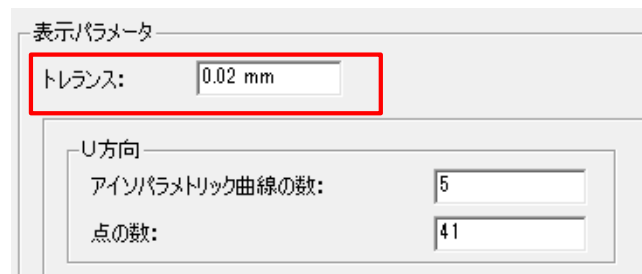 表示パラメータ
トレランス: 0.02 mm
U方向
アイソパラメトリック曲線の数: 5
点の数: 41